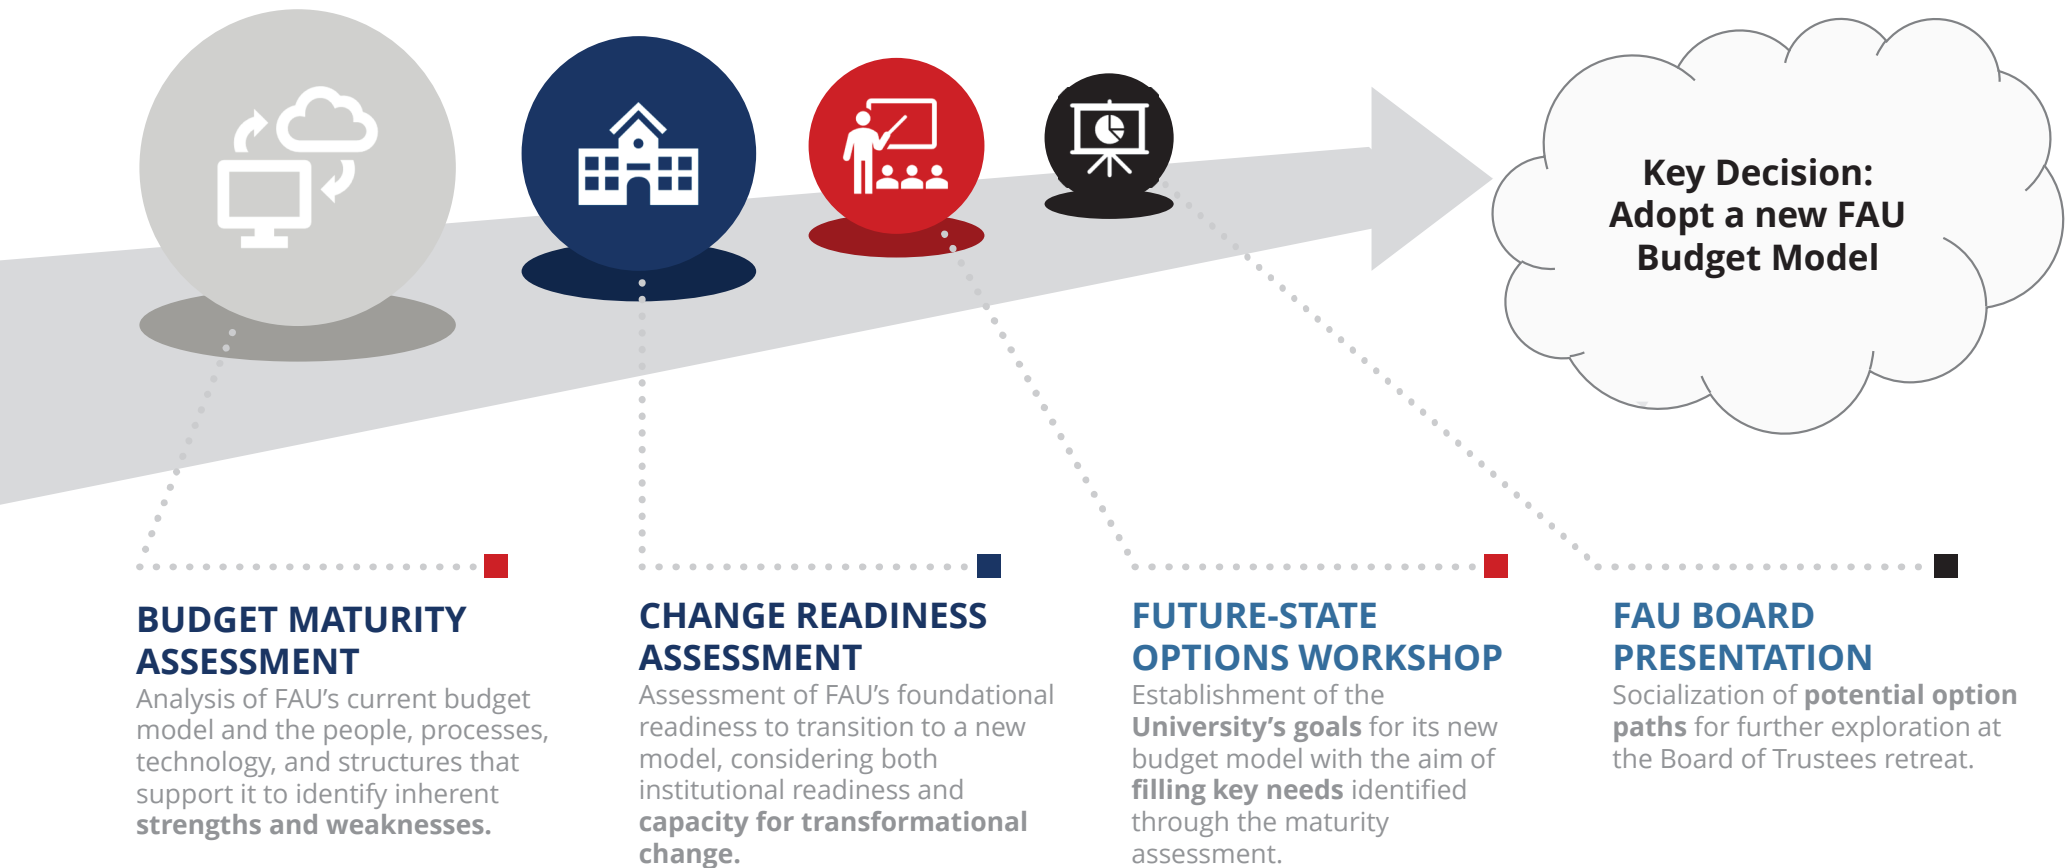 Key Decision:
Adopt a new FAU
Budget Model
BUDGET MATURITY
ASSESSMENT
Analysis of FAU’s current budget
model and the people, processes,
technology, and structures that
support it to identify inherent
strengths and weaknesses.
CHANGE READINESS
ASSESSMENT
Assessment of FAU’s foundational
readiness to transition to a new
model, considering both
institutional readiness and
capacity for transformational
change.
FUTURE-STATE
OPTIONS WORKSHOP
Establishment of the
University’s goals for its new
budget model with the aim of
filling key needs identified
through the maturity
assessment.
FAU BOARD
PRESENTATION
Socialization of potential option
paths for further exploration at
the Board of Trustees retreat.